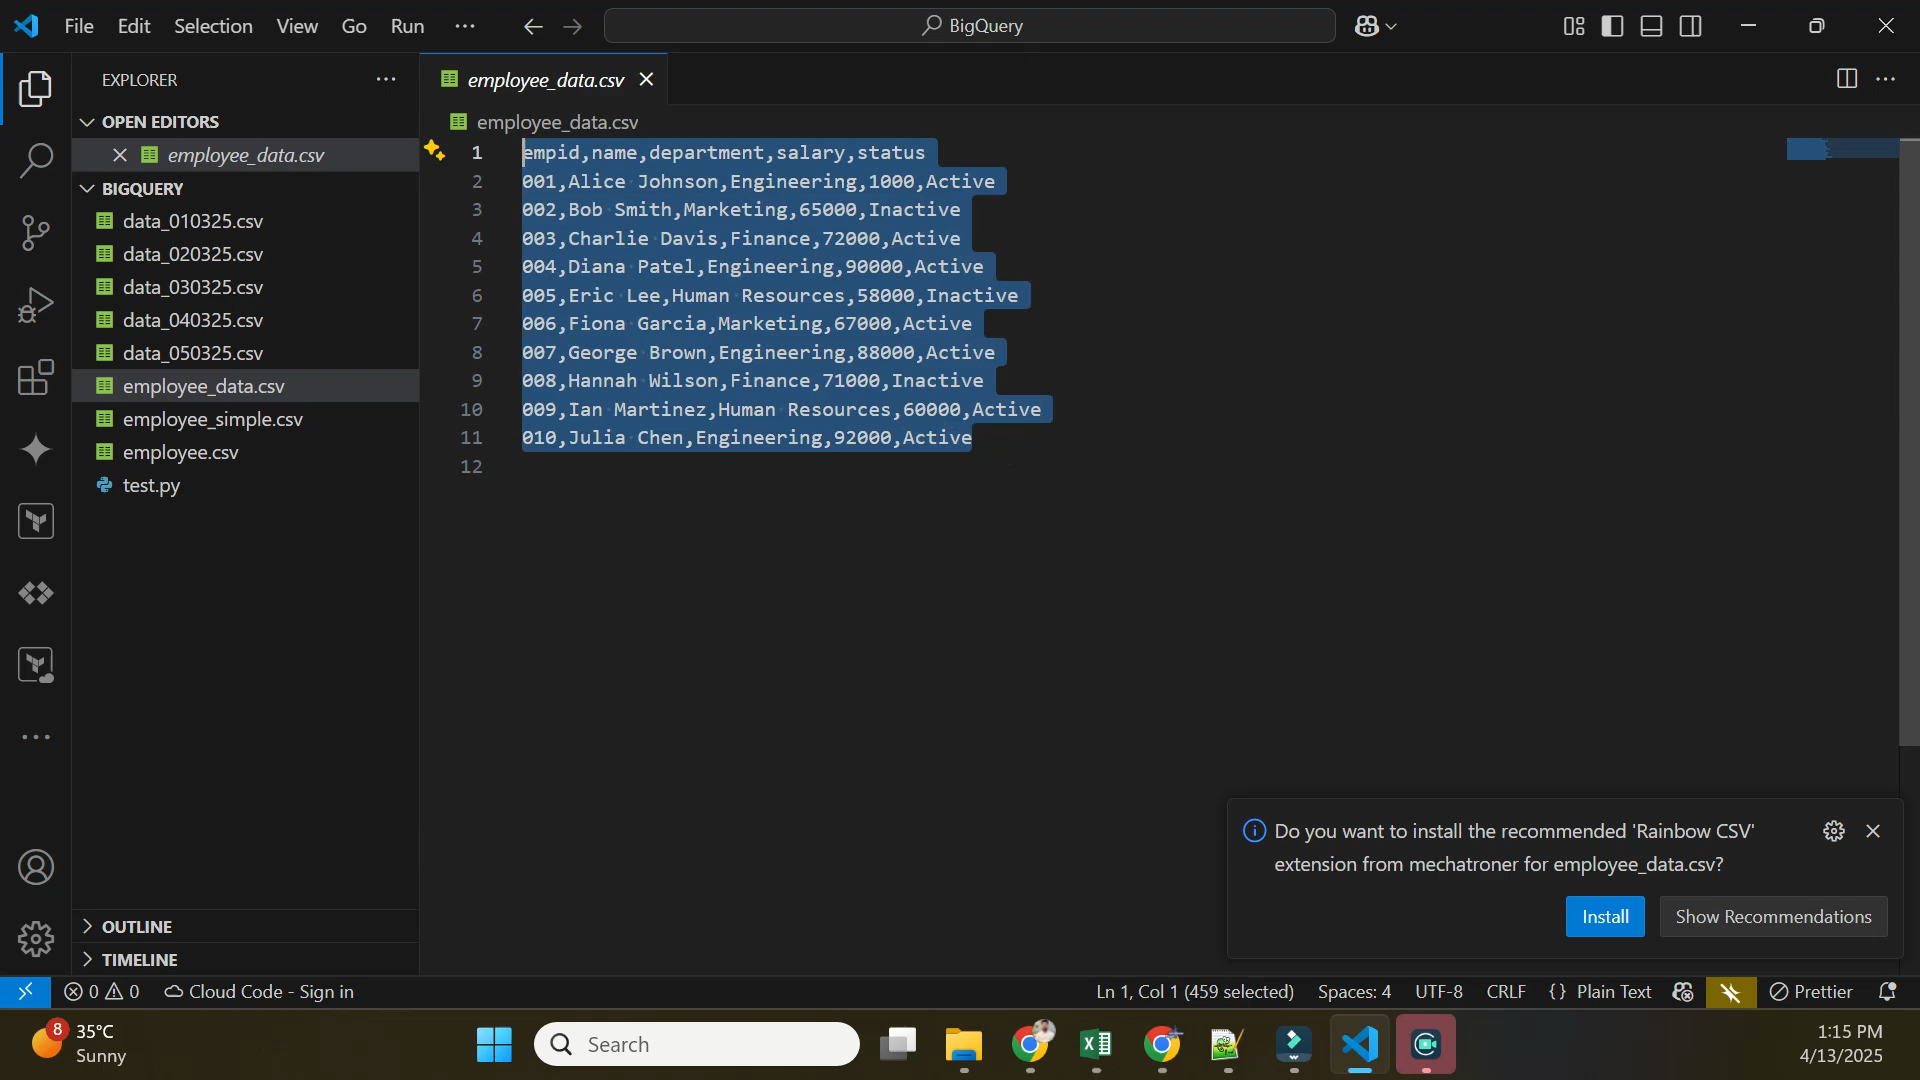 File Edit Selection View Go Run ··· BigQuery
EXPLORER ···
OPEN EDITORS
employee_data.csv
BIGQUERY
data_010325.csv
data_020325.csv
data_030325.csv
data_040325.csv
data_050325.csv
employee_data.csv
employee_simple.csv
employee.csv
test.py
OUTLINE
TIMELINE
employee_data.csv
employee_data.csv
1 empid,name,department,salary,status
2 001,Alice Johnson,Engineering,1000,Active
3 002,Bob Smith,Marketing,65000,Inactive
4 003,Charlie Davis,Finance,72000,Active
5 004,Diana Patel,Engineering,90000,Active
6 005,Eric Lee,Human Resources,58000,Inactive
7 006,Fiona Garcia,Marketing,67000,Active
8 007,George Brown,Engineering,88000,Active
9 008,Hannah Wilson,Finance,71000,Inactive
10 009,Ian Martinez,Human Resources,60000,Active
11 010,Julia Chen,Engineering,92000,Active
12
Do you want to install the recommended 'Rainbow CSV'
extension from mechatroner for employee_data.csv?
Install Show Recommendations
0 0 Cloud Code - Sign in Ln 1, Col 1 (459 selected) Spaces: 4 UTF-8 CRLF {} Plain Text Prettier
8 35°C
Sunny
Search
1:15 PM
4/13/2025